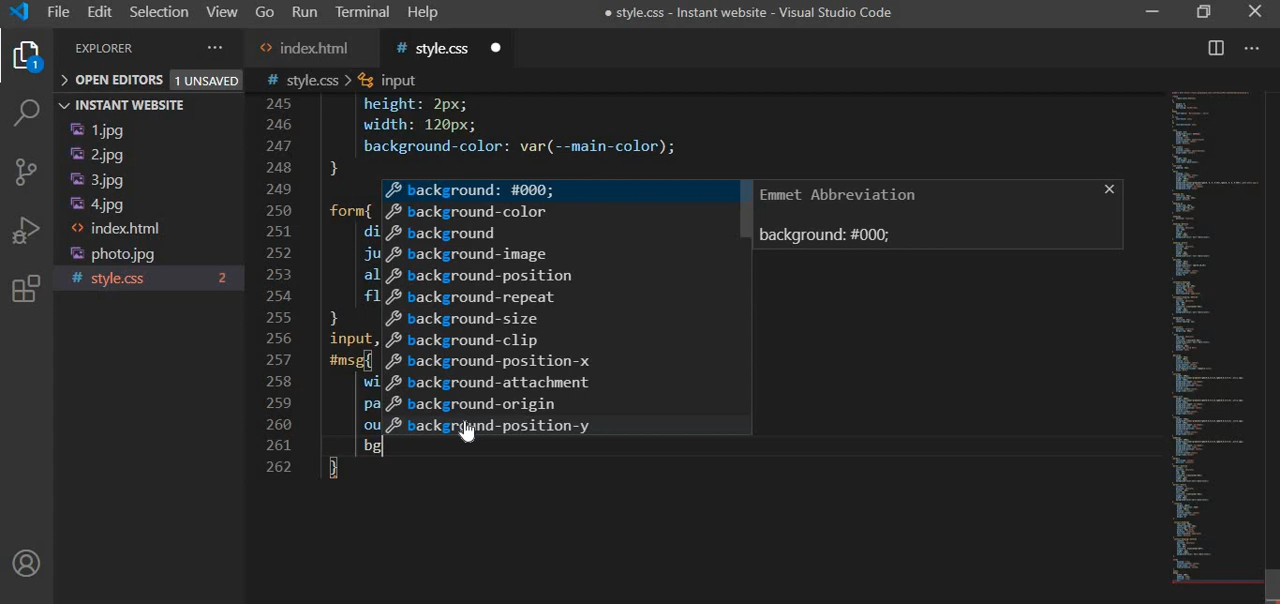 File Edit Selection View Go Run Terminal Help
● style.css - Instant website - Visual Studio Code
EXPLORER ···
<> index.html
# style.css ●
> OPEN EDITORS 1 UNSAVED
# style.css > input
INSTANT WEBSITE
1.jpg
2.jpg
3.jpg
4.jpg
<> index.html
photo.jpg
# style.css 2
1
245 height: 2px;
246 width: 120px;
247 background-color: var(--main-color);
248 }
249
250 form{
251 di
252 ju
253 al
254 fl
255 }
256 input,
257 #msg{
258 wi
259 pa
260 ou
261 bg
262 }
background: #000;
background-color
background
background-image
background-position
background-repeat
background-size
background-clip
background-position-x
background-attachment
background-origin
background-position-y
Emmet Abbreviation
background: #000;